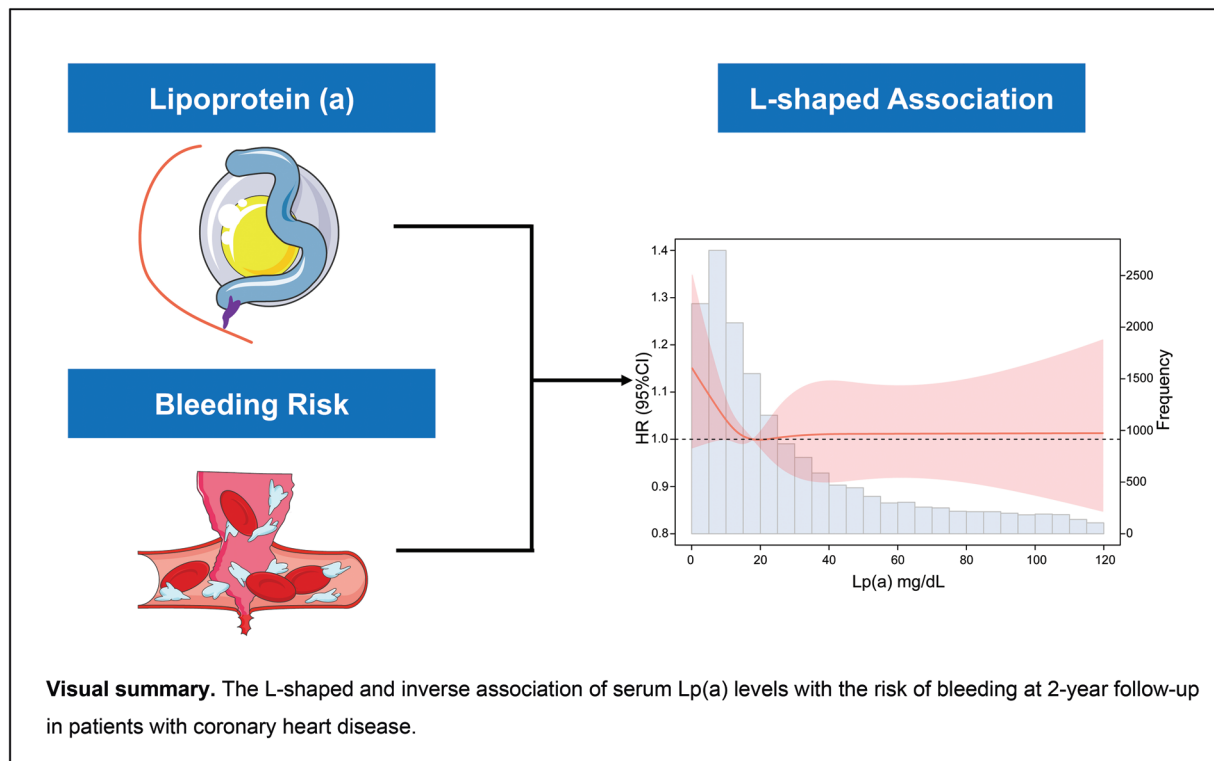 Lipoprotein (a)
L-shaped Association
Bleeding Risk
HR (95%CI)
1.4
1.3
1.2
1.1
1.0
0.9
0.8
2500
2000
1500
1000
500
0
Frequency
0 20 40 60 80 100 120
Lp(a) mg/dL
Visual summary. The L-shaped and inverse association of serum Lp(a) levels with the risk of bleeding at 2-year follow-up
in patients with coronary heart disease.